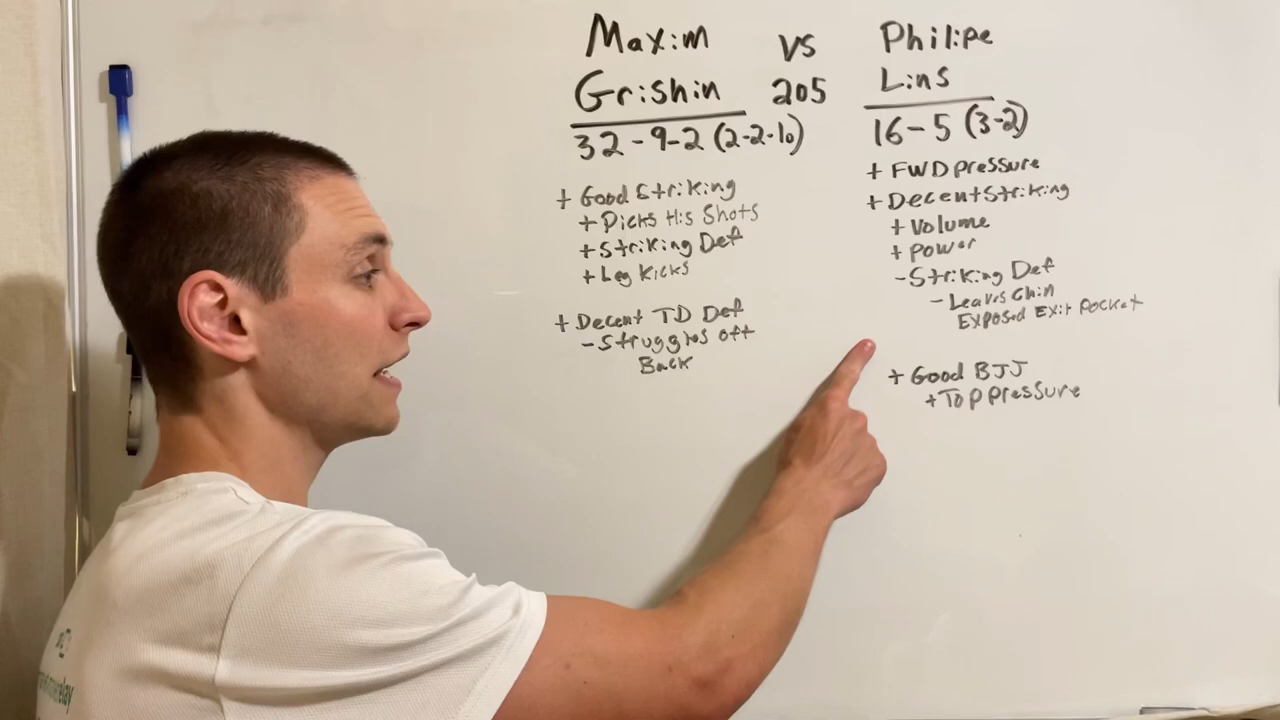 Maxim vs Philipe
Grishin 205 Lins
32-9-2 (2-2-1) 16-5 (3-2)
+ Good Striking
+ Picks His Shots
+ Striking Def
+ Leg Kicks
+ Decent TD Def
- Struggles off
Back
+ FWD pressure
+ Decent Striking
+ Volume
+ Power
- Striking Def
- Leaves Chin
Exposed Exit Pocket
+ Good BJJ
+ Top pressure